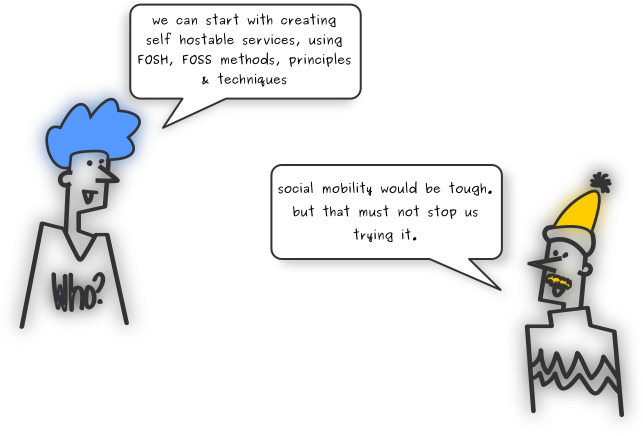 we can start with creating
self hostable services, using
FOSH, FOSS methods, principles
& techniques
social mobility would be tough.
but that must not stop us
trying it.
Who?